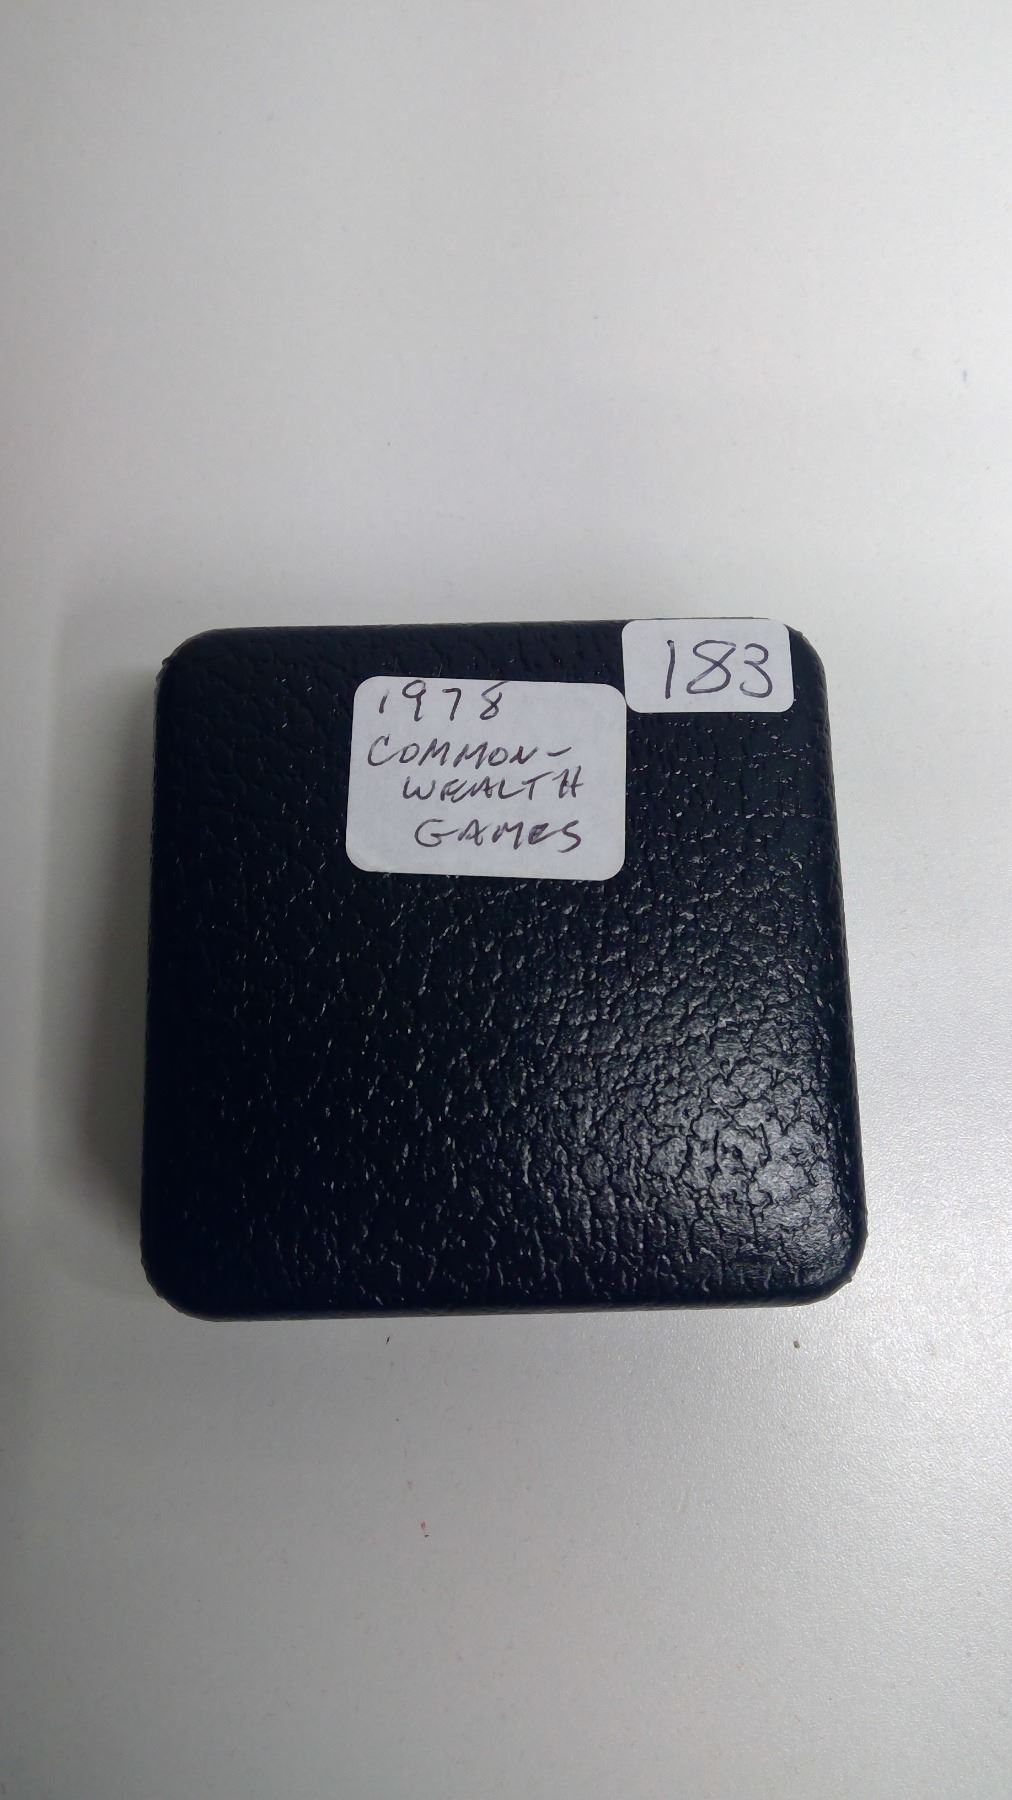 183
1978
COMMON-
WEALTH
GAMES